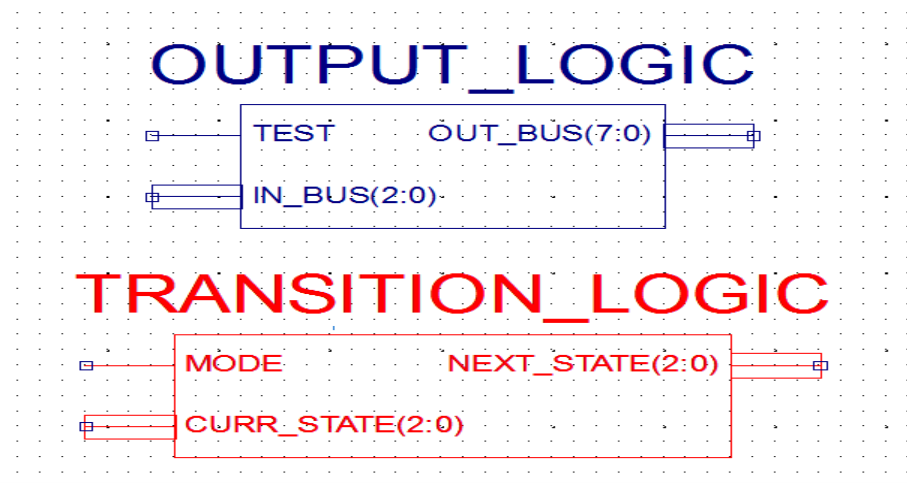 OUTPUT_LOGIC
TEST OUT_BUS(7:0)
IN_BUS(2:0)
TRANSITION_LOGIC
MODE NEXT_STATE(2:0)
CURR_STATE(2:0)